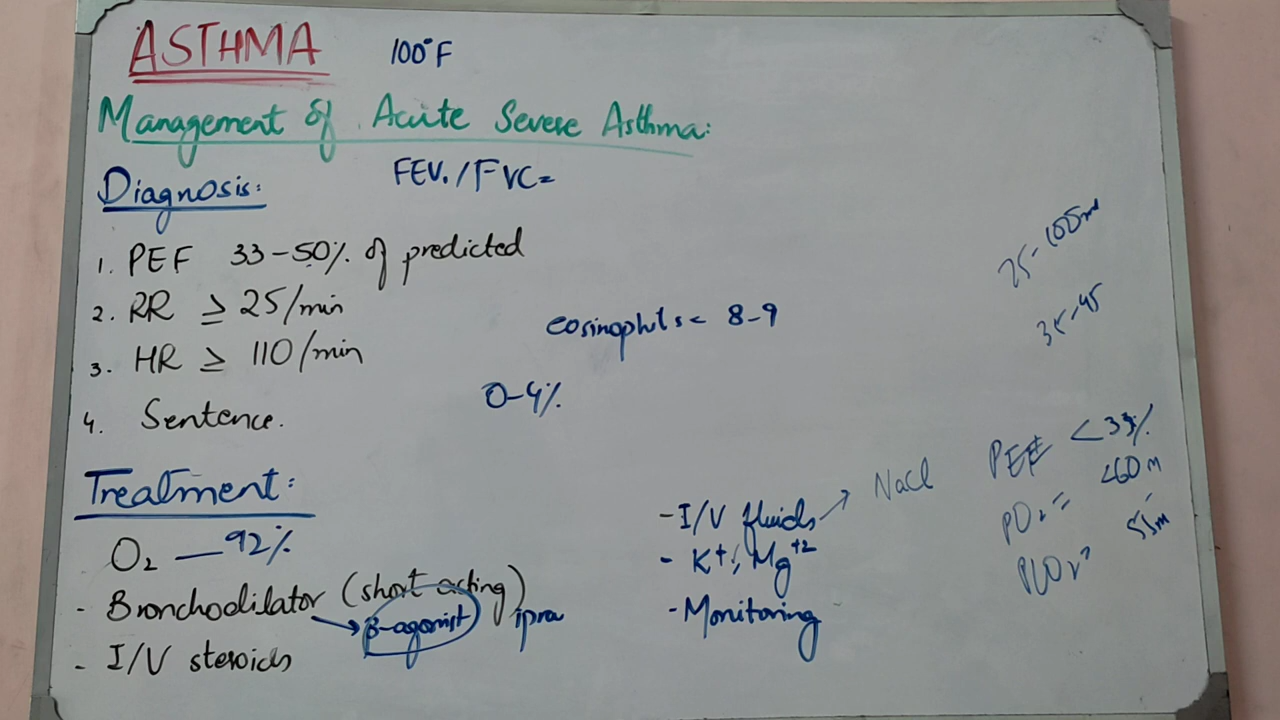 ASTHMA
100°F
Management of Acute Severe Asthma:
FEV₁/FVC=
Diagnosis:
1. PEF 33-50% of predicted
2. RR ≥ 25/min
3. HR ≥ 110/min
4. Sentence.
eosinophils = 8-9
0-4%
35-45
Treatment:
O₂ — 92%
- Bronchodilator (short acting)
→ β-agonist ipra
- I/V steroids
- I/V fluids → NaCl
- K+, Mg+2
- Monitoring
PEF <33%
PO₂ = <60 m